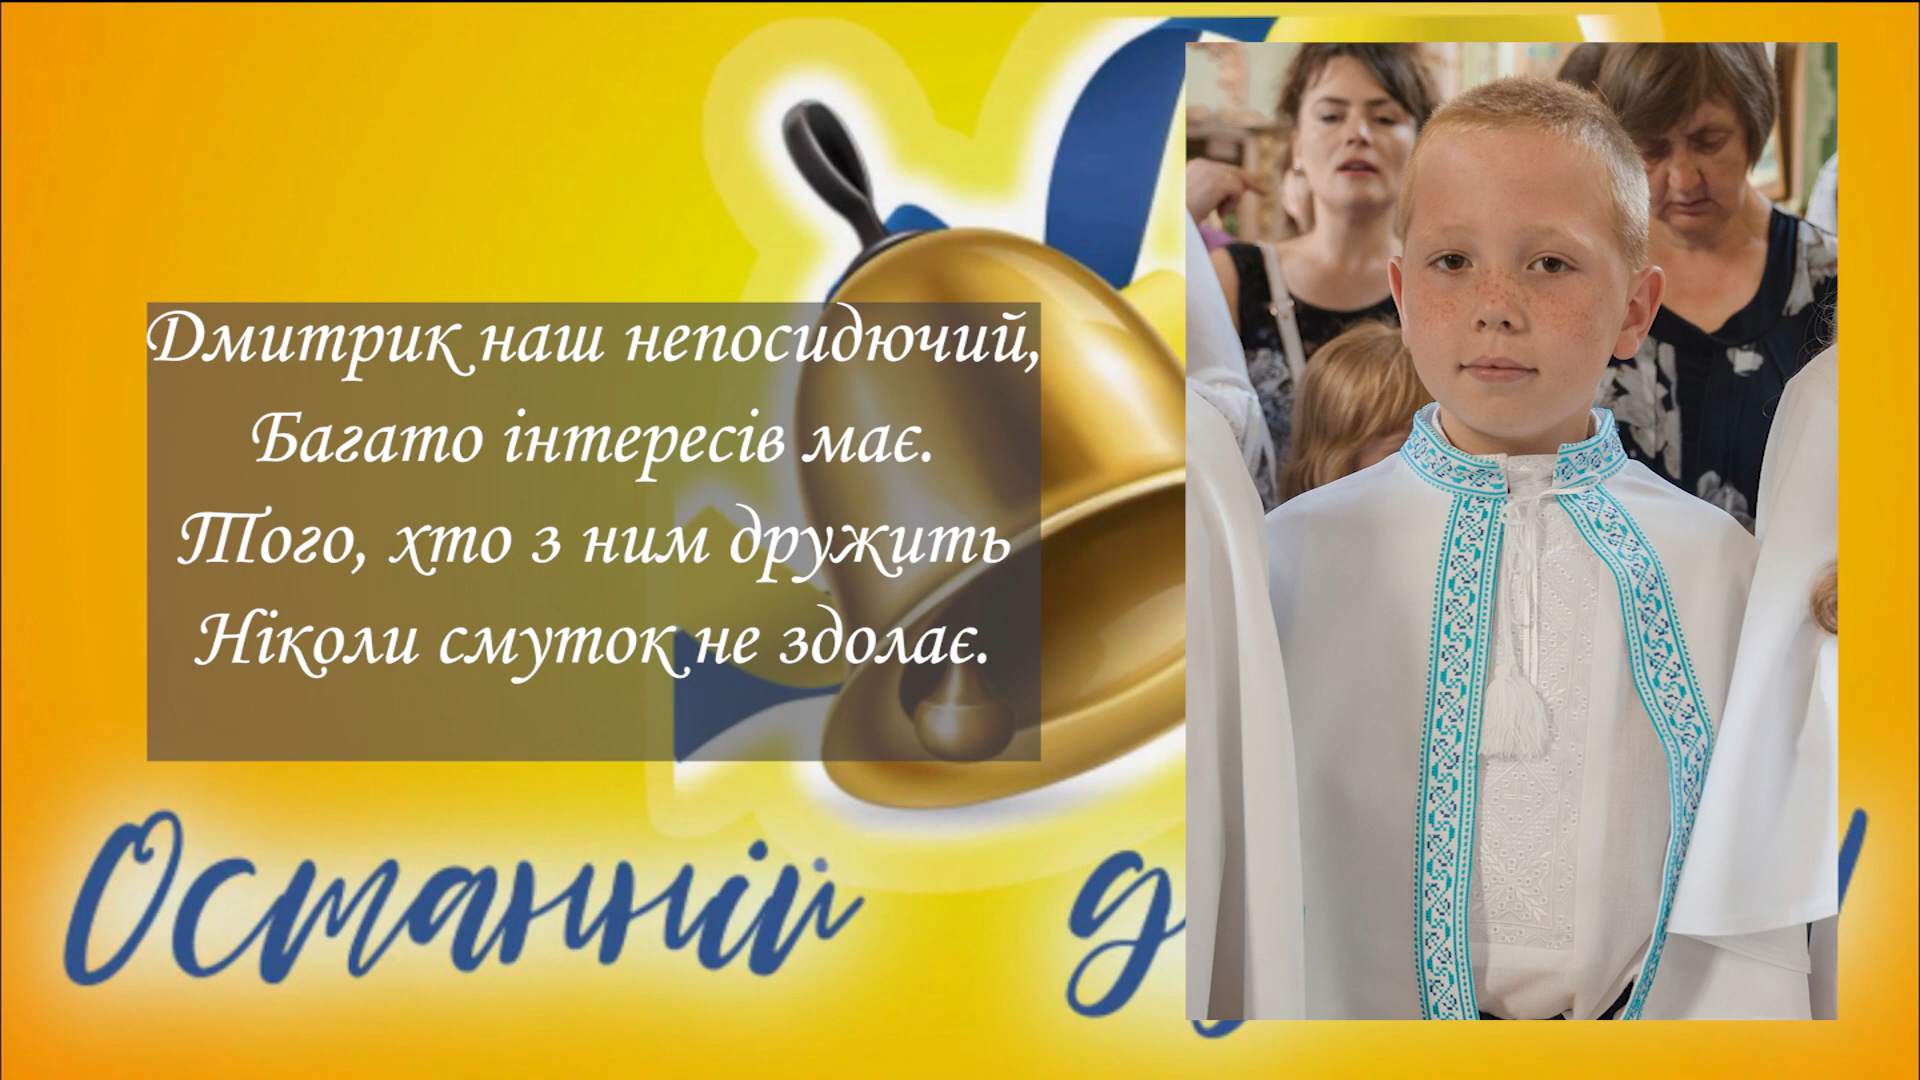 Дмитрик наш непосидючий,
Багато інтересів має.
Того, хто з ним дружить
Ніколи смуток не здолає.
Останній